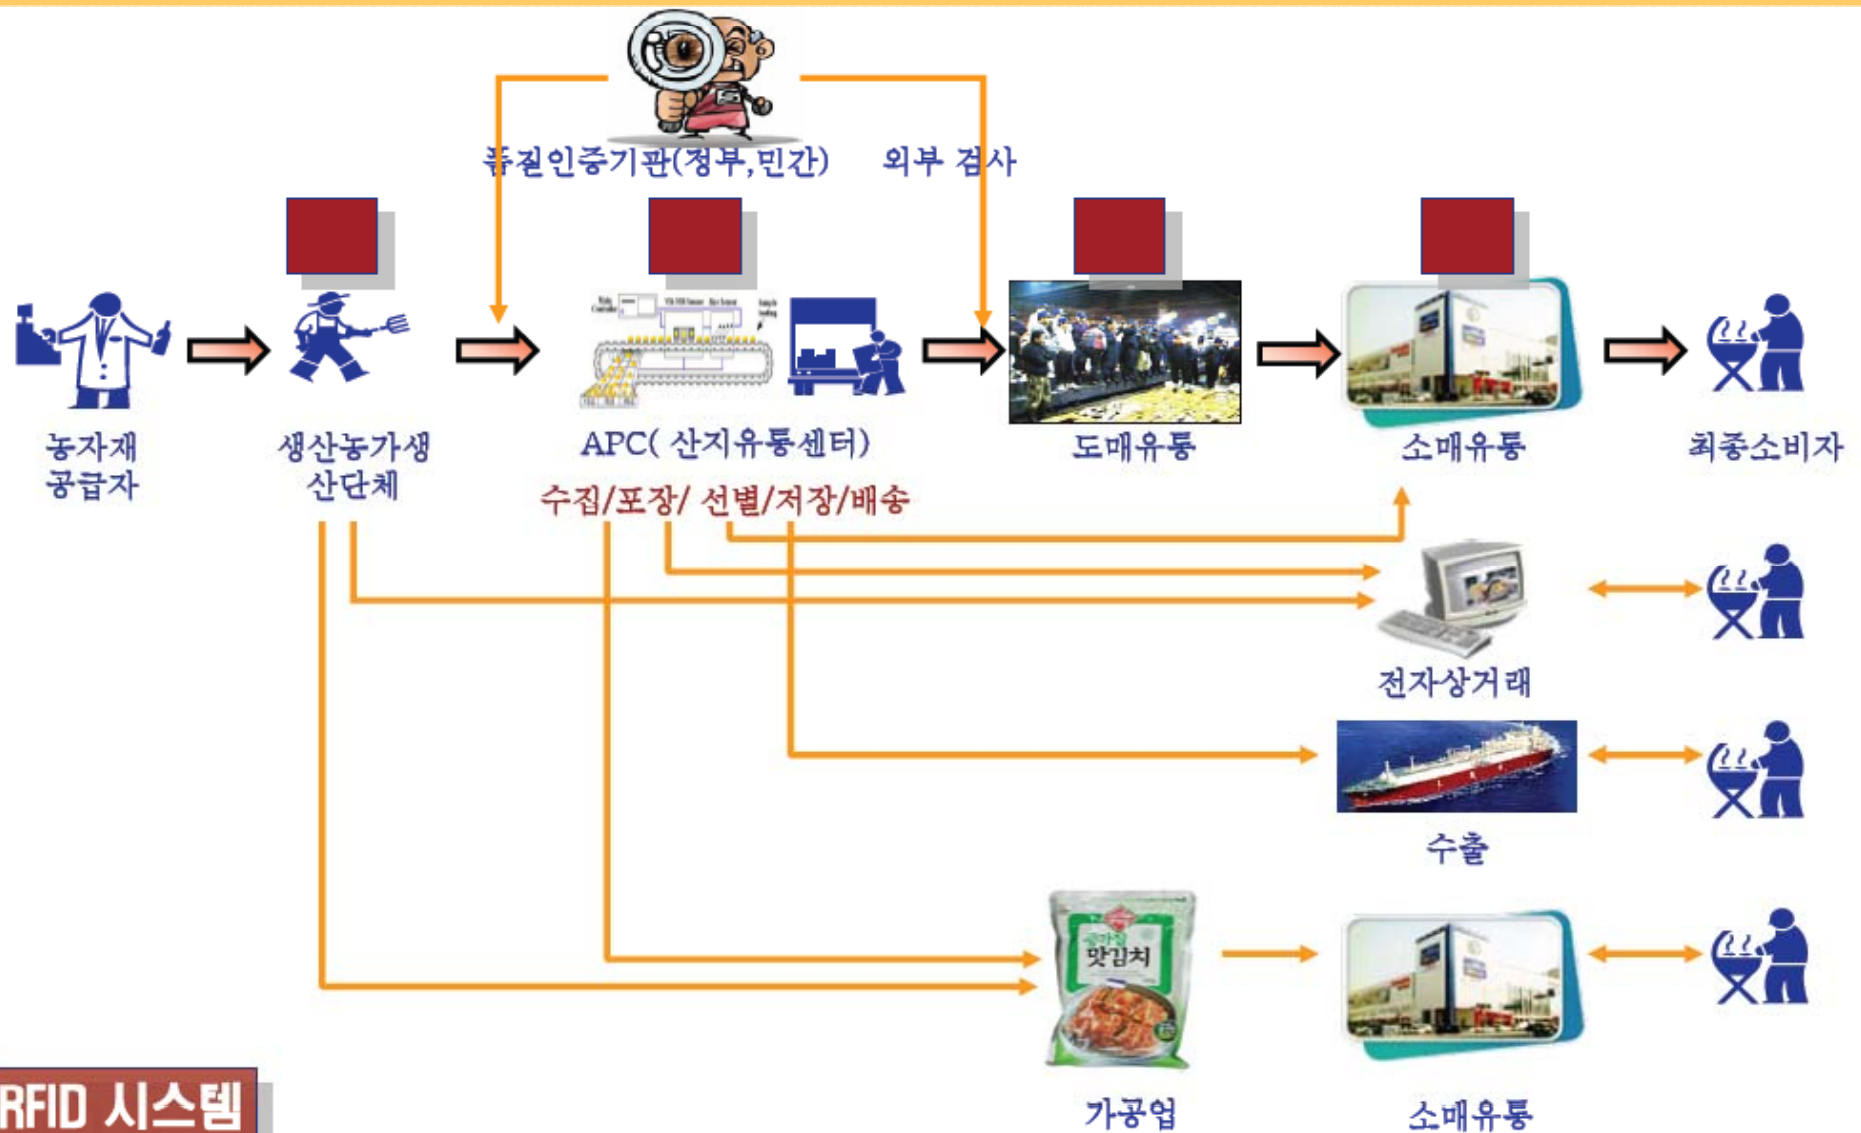 품질인증기관(정부,민간)
외부 검사
농자재
공급자
생산농가생
산단체
APC( 산지유통센터)
수집/포장/ 선별/저장/배송
도매유통
소매유통
최종소비자
전자상거래
수출
맛김치
가공업
소매유통
RFID 시스템